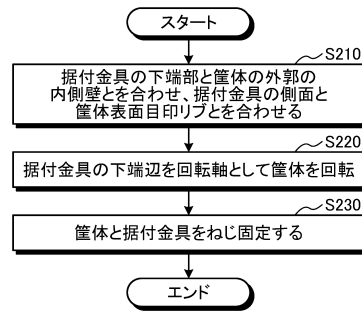 スタート
S210
据付金具の下端部と筐体の外郭の
内側壁とを合わせ、据付金具の側面と
筐体表面目印リブとを合わせる
S220
据付金具の下端辺を回転軸として筐体を回転
S230
筐体と据付金具をねじ固定する
エンド